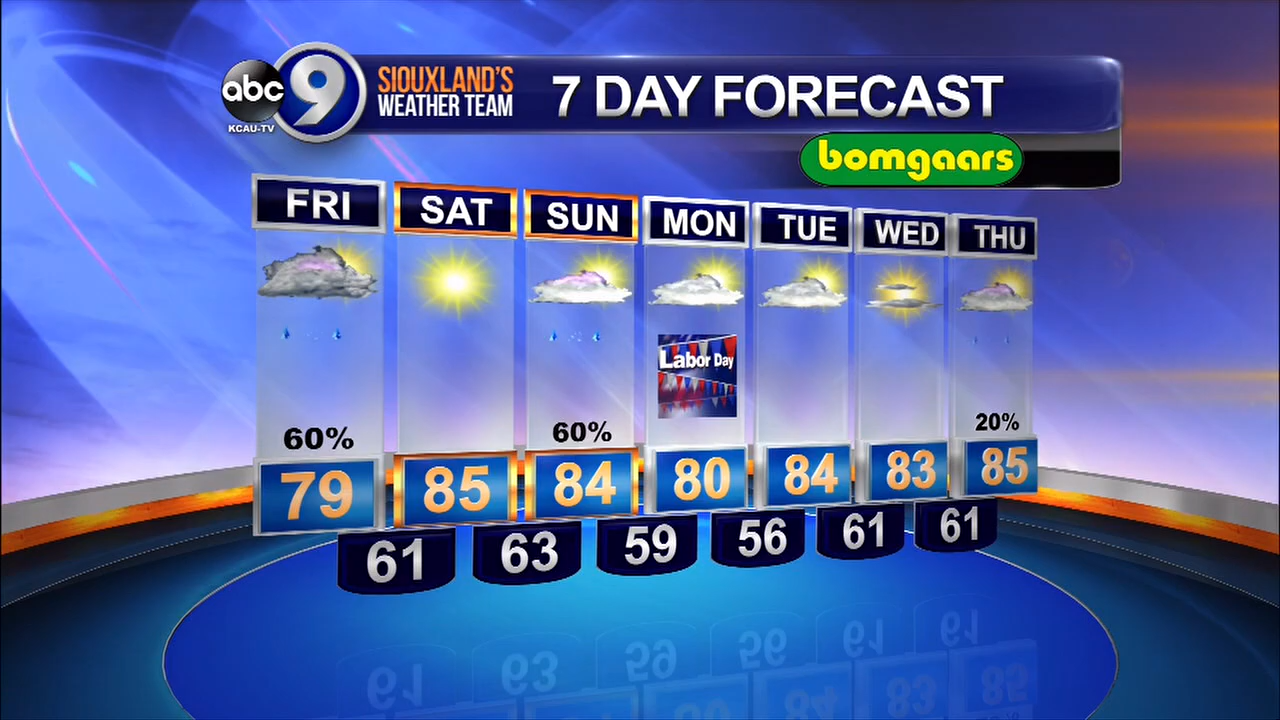 abc 9
KCAU-TV
SIOUXLAND'S
WEATHER TEAM
7 DAY FORECAST
bomgaars
FRI SAT SUN MON TUE WED THU
Labor Day
60% 60% 20%
79 85 84 80 84 83 85
61 63 59 56 61 61